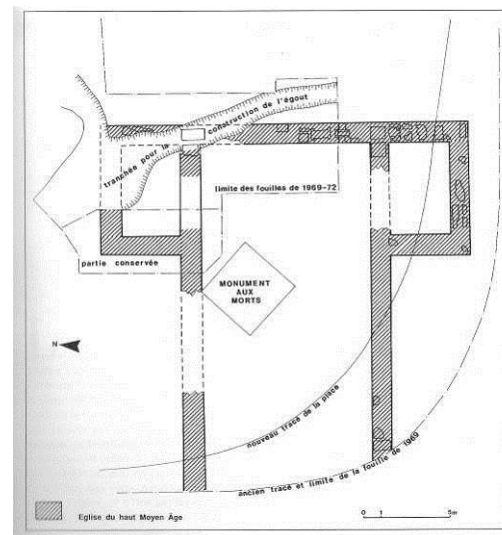 tranchée pour la construction de l'égout
limite des fouilles de 1969-72
partie conservée
MONUMENT
AUX
MORTS
N
nouveau tracé de la place
ancien tracé et limite de la fouille de 1969
Eglise du haut Moyen Âge
0 1 5m